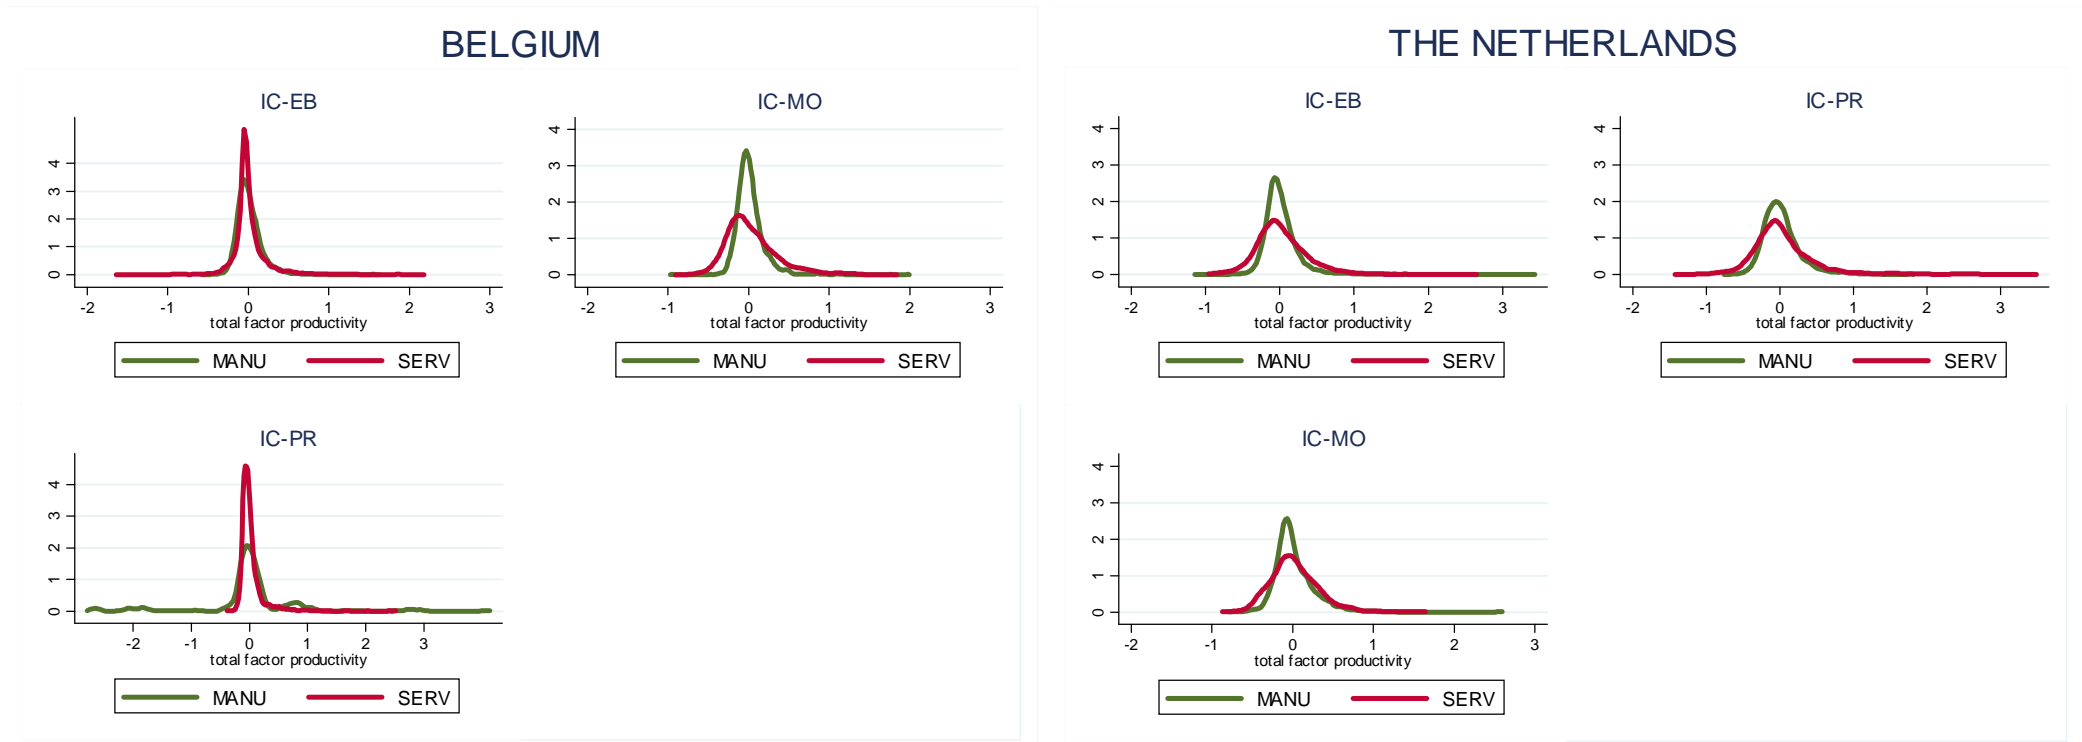 BELGIUM
IC-EB
4
3
2
1
0
-2 -1 0 1 2 3
total factor productivity
MANU SERV
IC-MO
4
3
2
1
0
-2 -1 0 1 2 3
total factor productivity
MANU SERV
IC-PR
4
3
2
1
0
-2 -1 0 1 2 3
total factor productivity
MANU SERV
THE NETHERLANDS
IC-EB
4
3
2
1
0
-2 -1 0 1 2 3
total factor productivity
MANU SERV
IC-PR
4
3
2
1
0
-2 -1 0 1 2 3
total factor productivity
MANU SERV
IC-MO
4
3
2
1
0
-2 -1 0 1 2 3
total factor productivity
MANU SERV